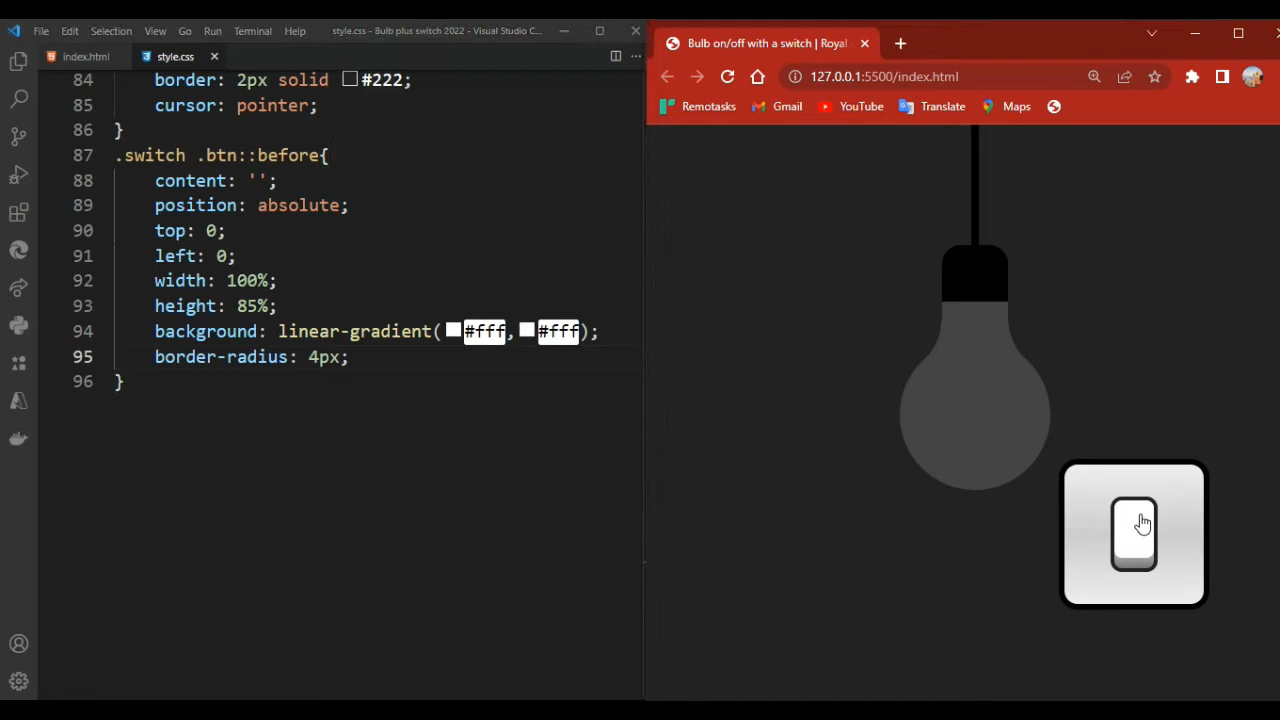 File Edit Selection View Go Run Terminal Help style.css - Bulb plus switch 2022 - Visual Studio C...
index.html style.css
84 border: 2px solid #222;
85 cursor: pointer;
86 }
87 .switch .btn::before{
88 content: '';
89 position: absolute;
90 top: 0;
91 left: 0;
92 width: 100%;
93 height: 85%;
94 background: linear-gradient(#fff,#fff);
95 border-radius: 4px;
96 }
Bulb on/off with a switch | Royal
127.0.0.1:5500/index.html
Remotasks Gmail YouTube Translate Maps